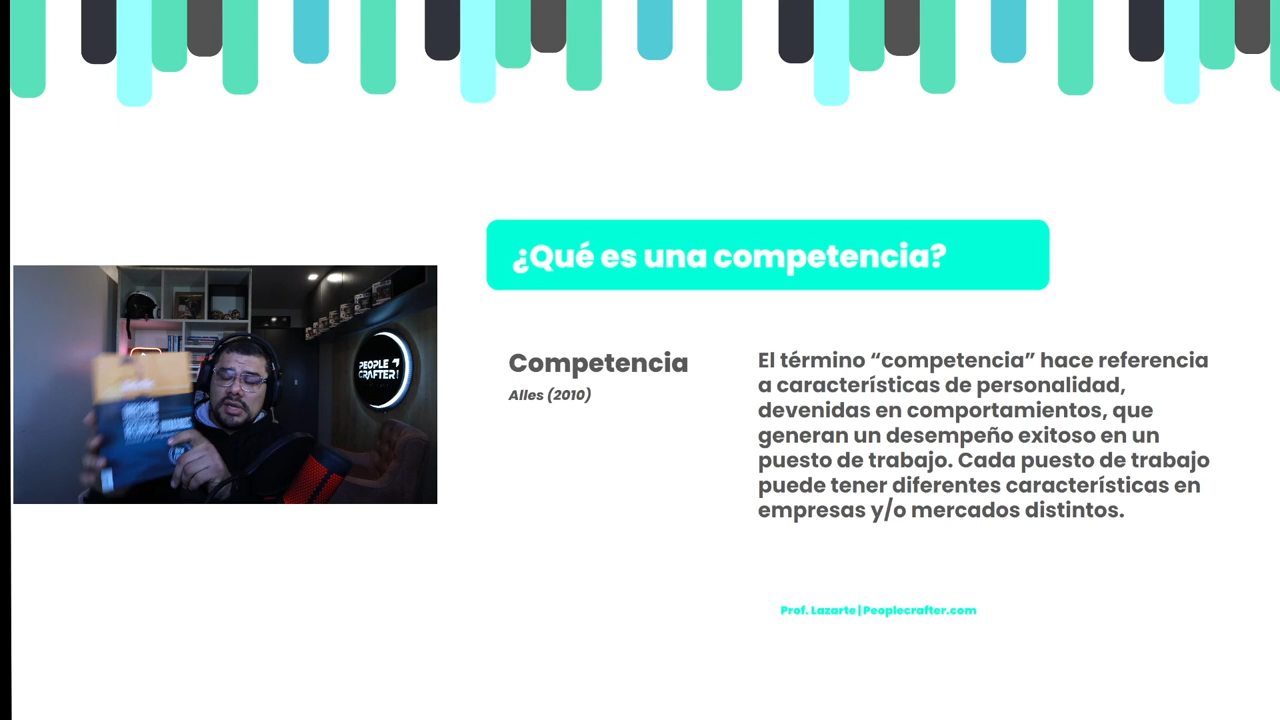 ¿Qué es una competencia?
Competencia
Alles (2010)
El término “competencia” hace referencia
a características de personalidad,
devenidas en comportamientos, que
generan un desempeño exitoso en un
puesto de trabajo. Cada puesto de trabajo
puede tener diferentes características en
empresas y/o mercados distintos.
PEOPLE
CRAFTER!
Prof. Lazarte|Peoplecrafter.com